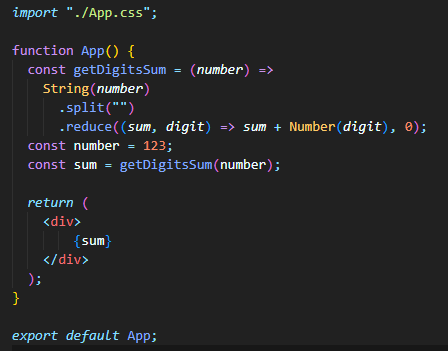 import "./App.css";
function App() {
  const getDigitsSum = (number) =>
    String(number)
      .split("")
      .reduce((sum, digit) => sum + Number(digit), 0);
  const number = 123;
  const sum = getDigitsSum(number);
  return (
    <div>
        {sum}
    </div>
  );
}
export default App;